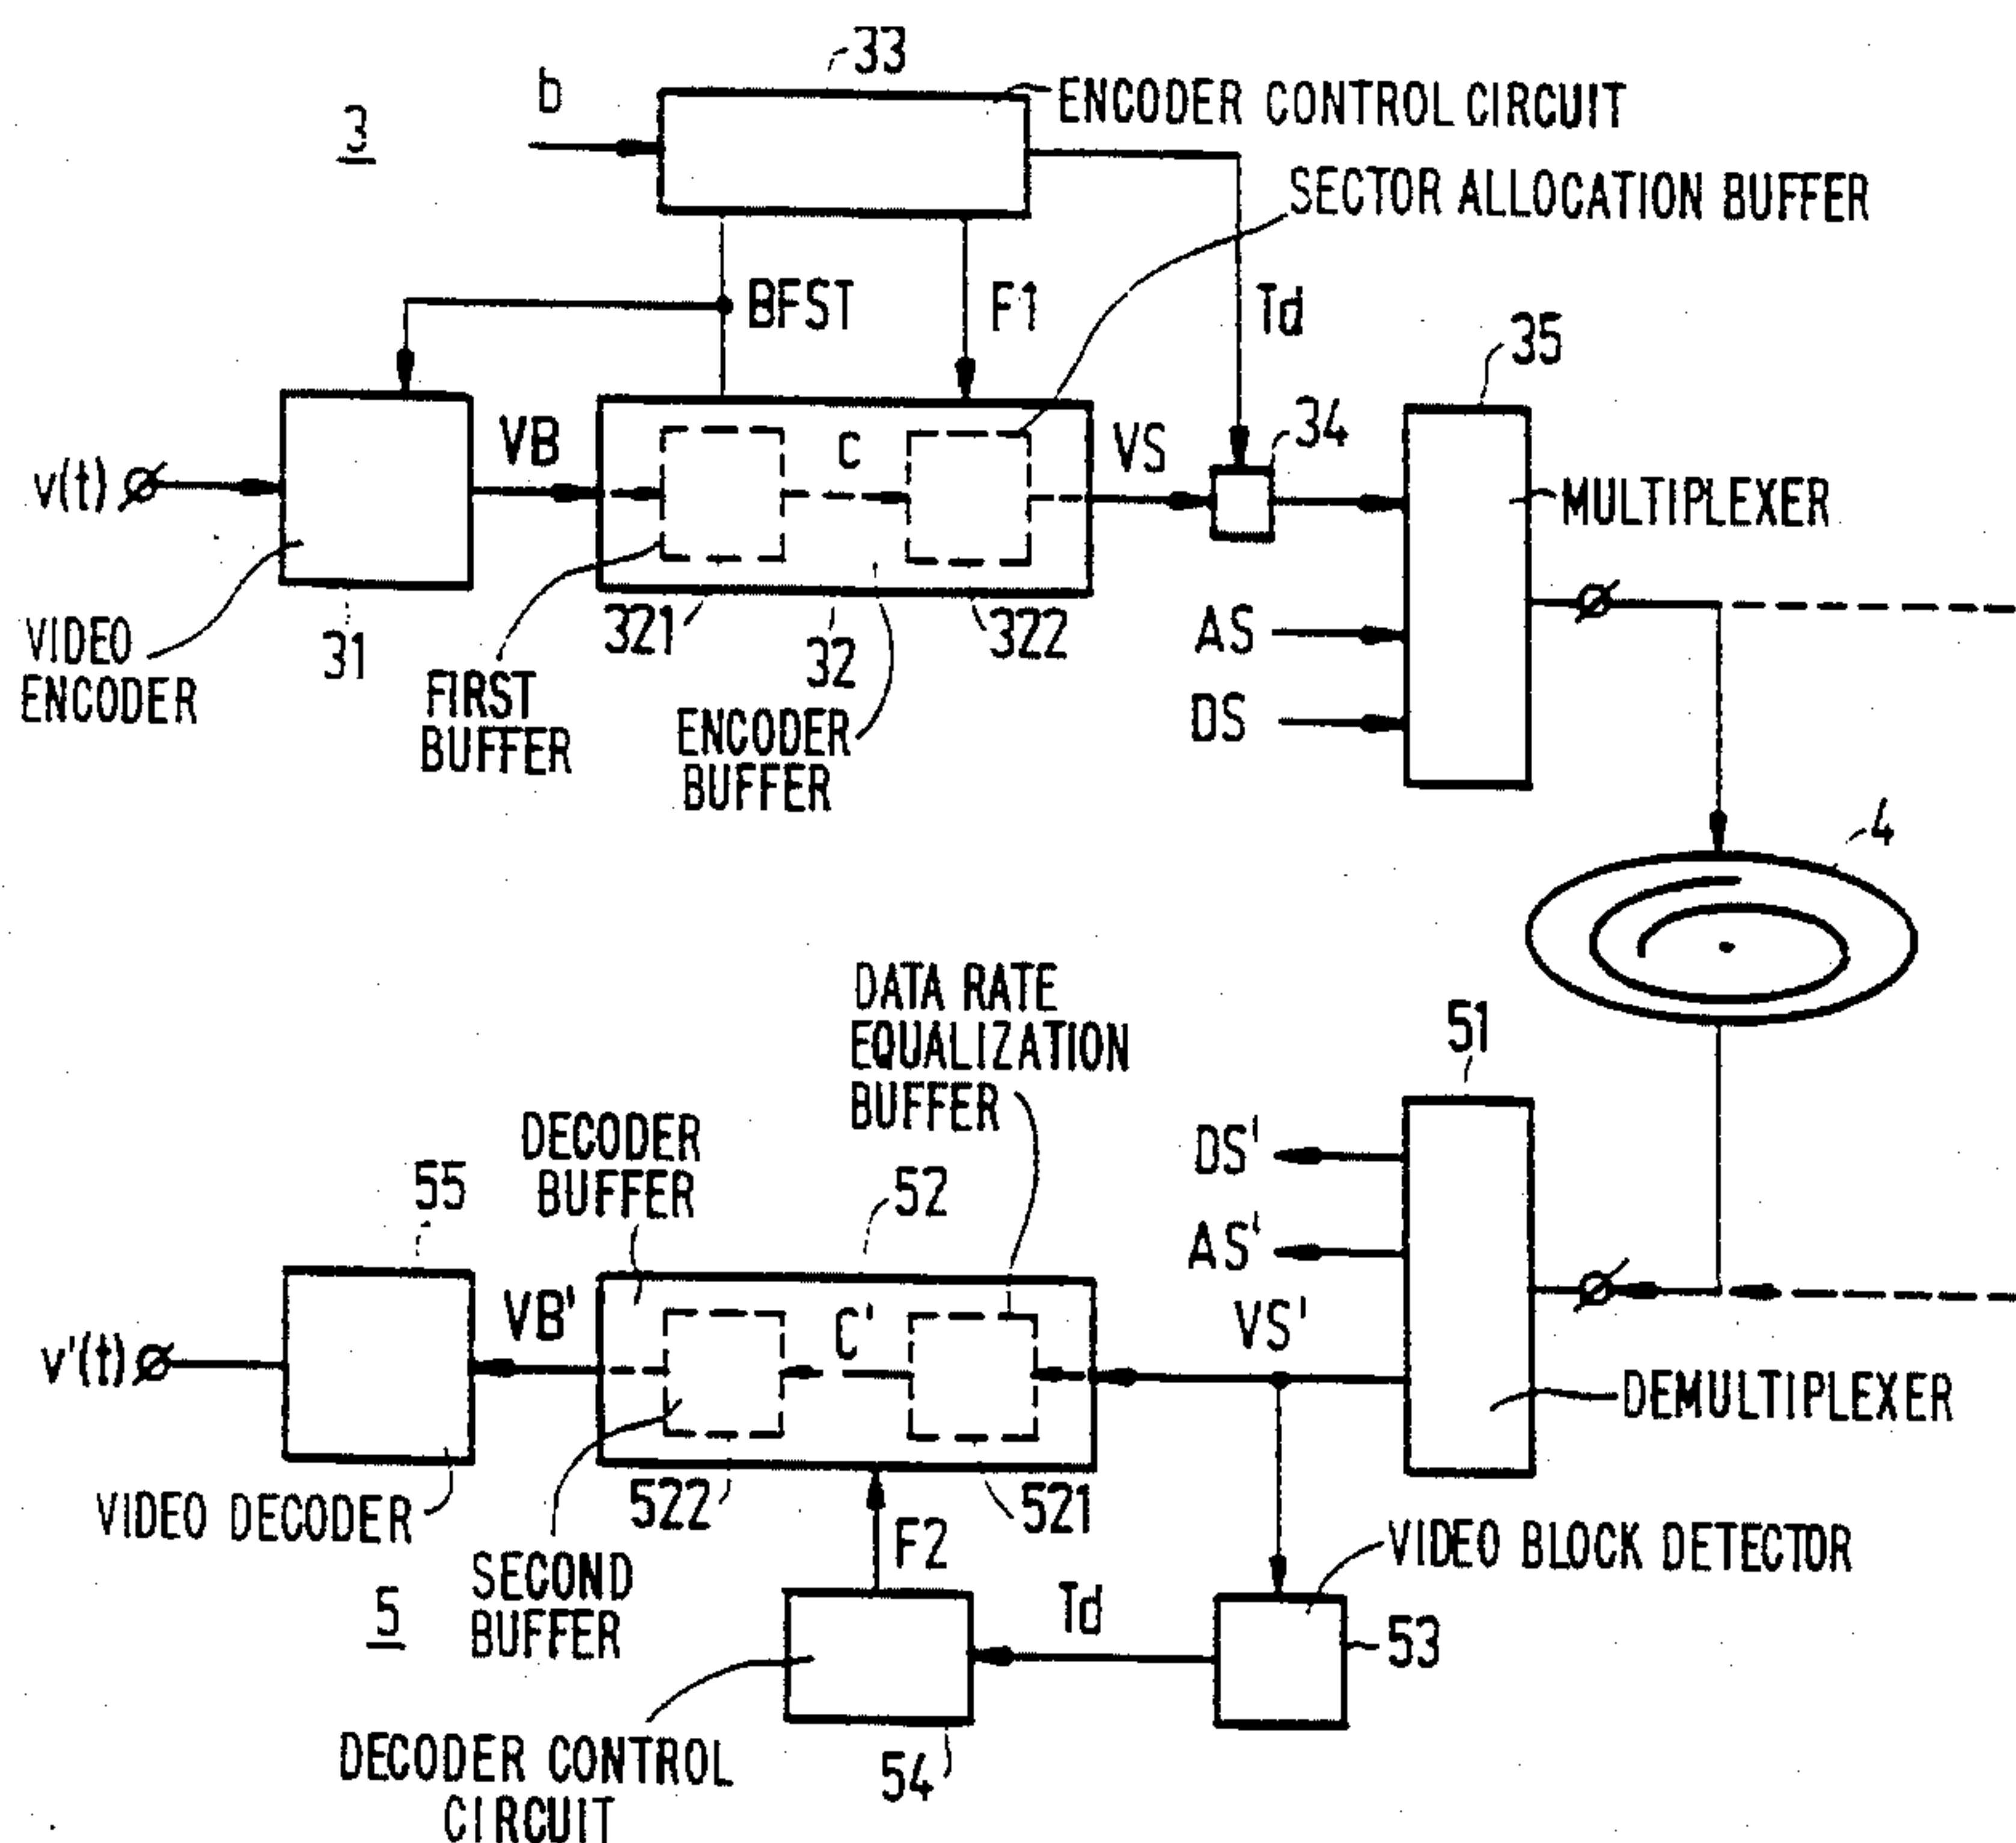 33
b
ENCODER CONTROL CIRCUIT
3
SECTOR ALLOCATION BUFFER
BFST
F1
Td
35
34
VB
C
VS
v(t)
MULTIPLEXER
321
322
AS
VIDEO
ENCODER
31
32
FIRST
BUFFER
DS
ENCODER
BUFFER
4
DATA RATE
EQUALIZATION
BUFFER
51
DECODER
BUFFER
DS'
55
52
AS'
VB'
C'
VS'
v'(t)
DEMULTIPLEXER
VIDEO DECODER
522
521
F2
VIDEO BLOCK DETECTOR
SECOND
BUFFER
5
Td
53
DECODER CONTROL
CIRCUIT
54